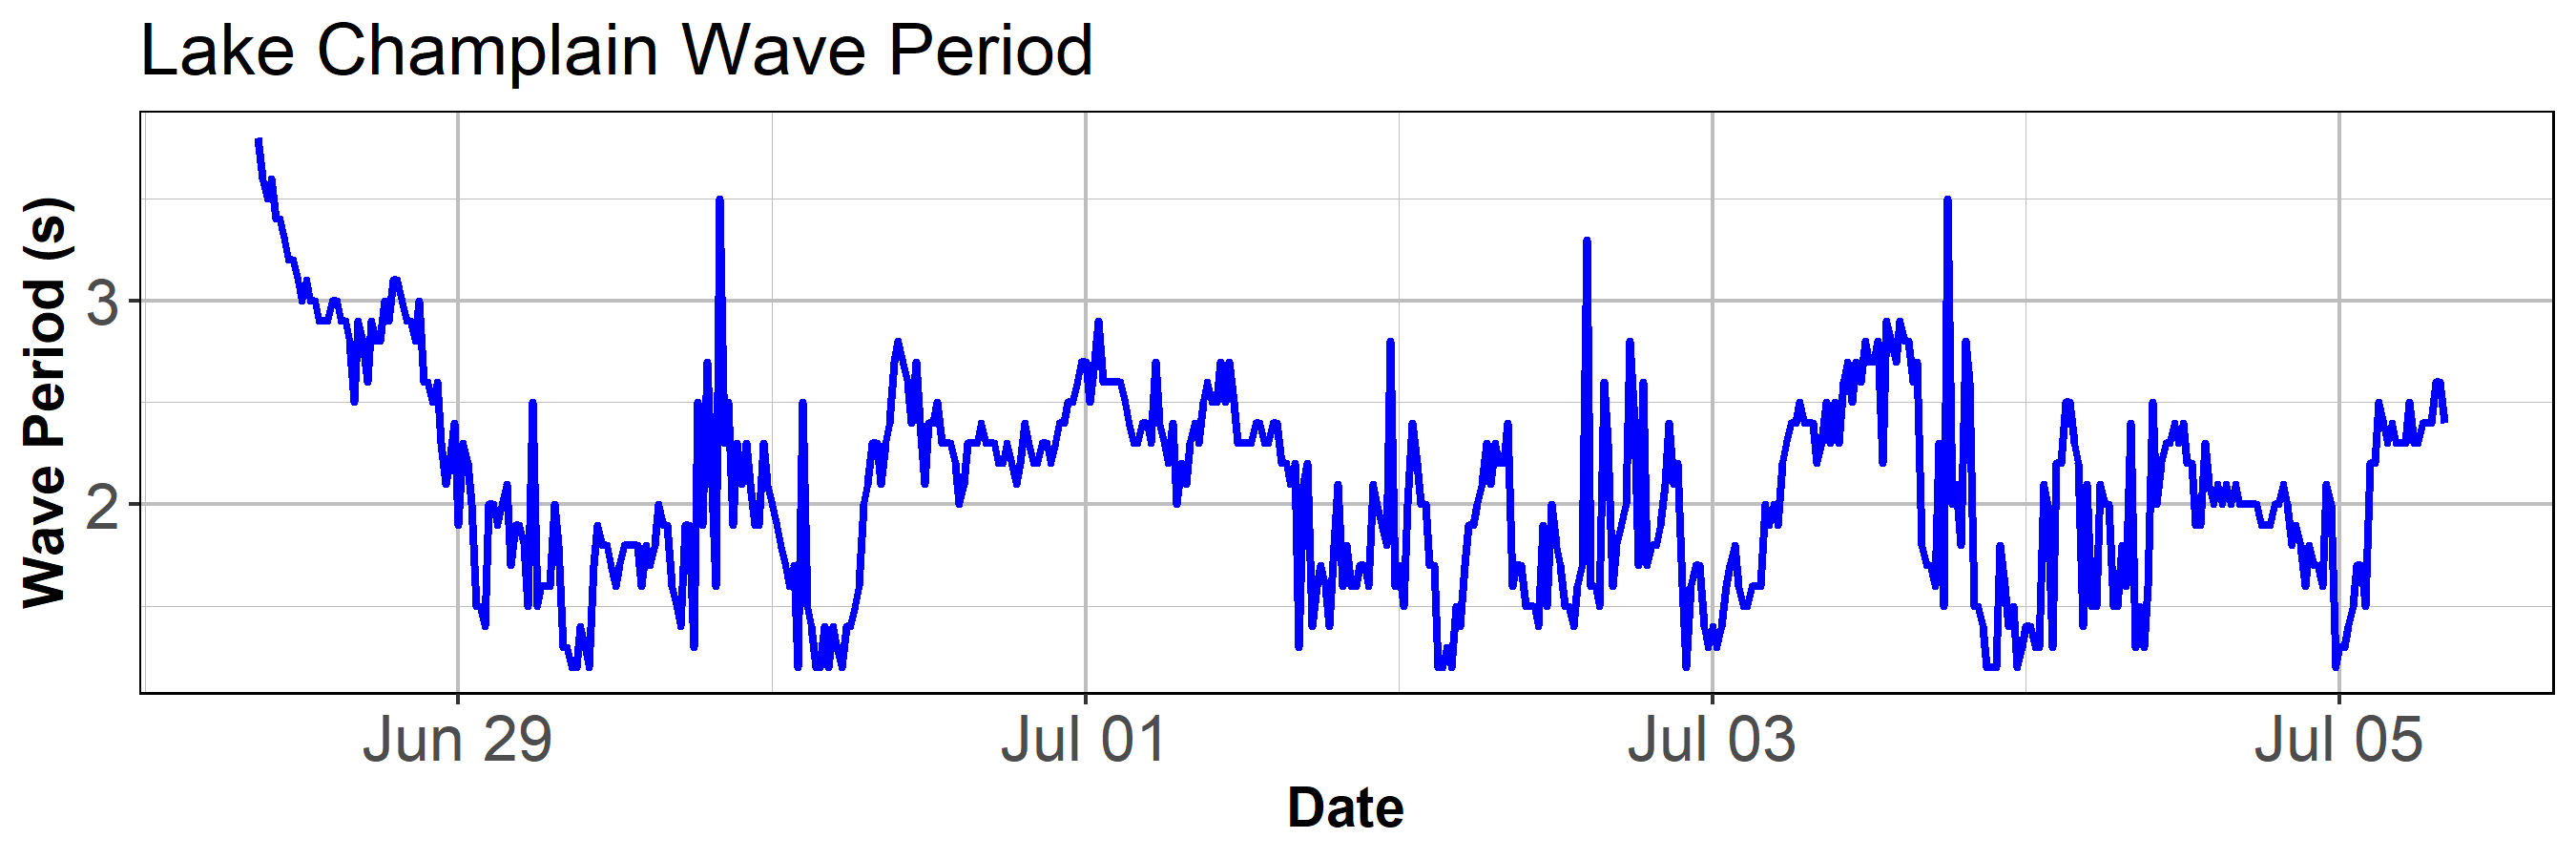 Lake Champlain Wave Period
Wave Period (s)
3
2
Jun 29 Jul 01 Jul 03 Jul 05
Date